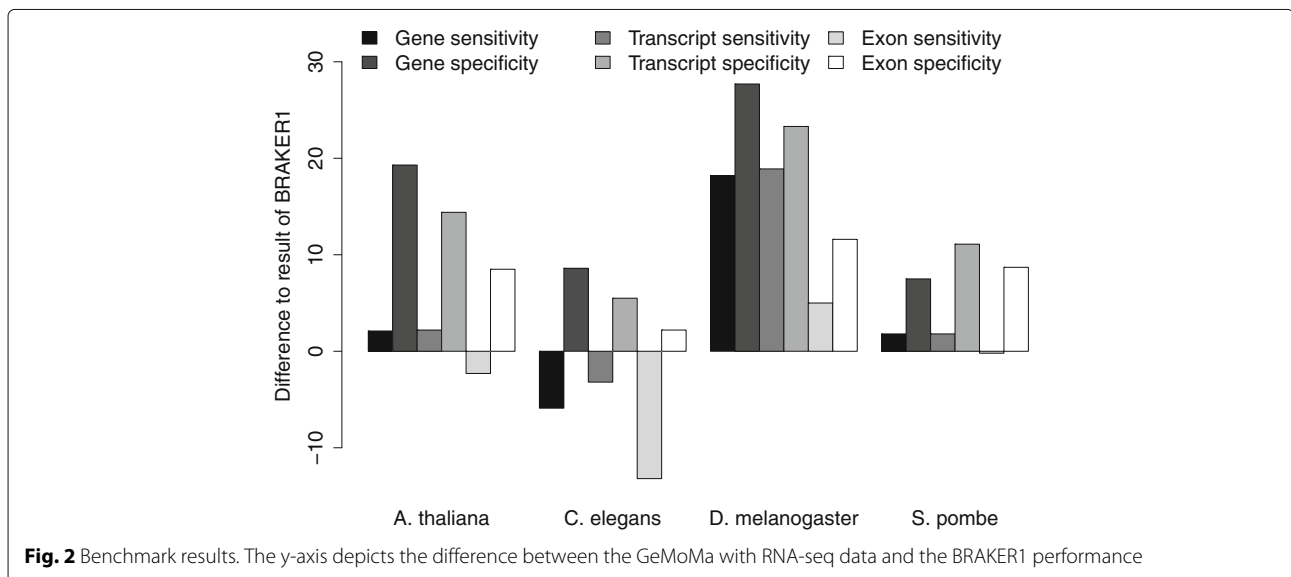 Gene sensitivity Transcript sensitivity Exon sensitivity
Gene specificity Transcript specificity Exon specificity
Difference to result of BRAKER1
30
20
10
0
−10
A. thaliana C. elegans D. melanogaster S. pombe
Fig. 2 Benchmark results. The y-axis depicts the difference between the GeMoMa with RNA-seq data and the BRAKER1 performance